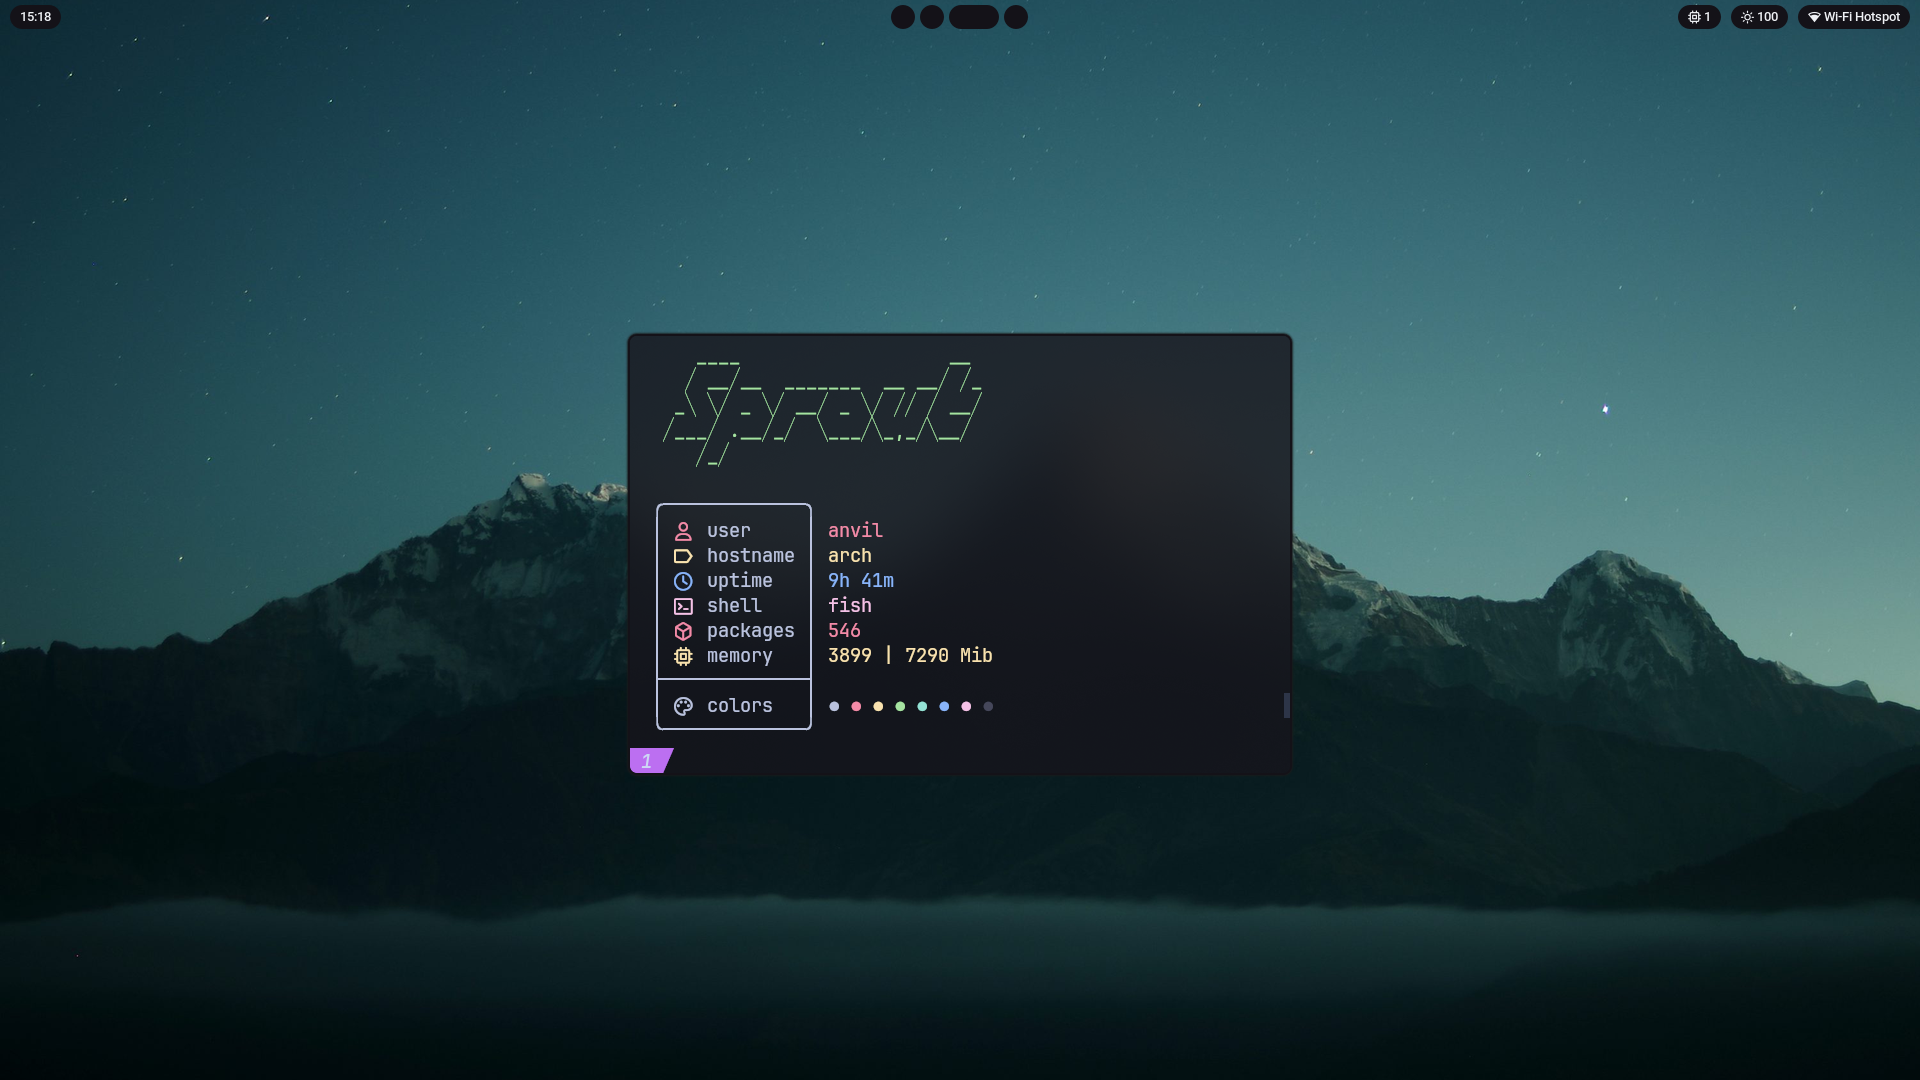 15:18
1
100
Wi-Fi Hotspot
Sprout
user anvil
hostname arch
uptime 9h 41m
shell fish
packages 546
memory 3899 | 7290 Mib
colors
1